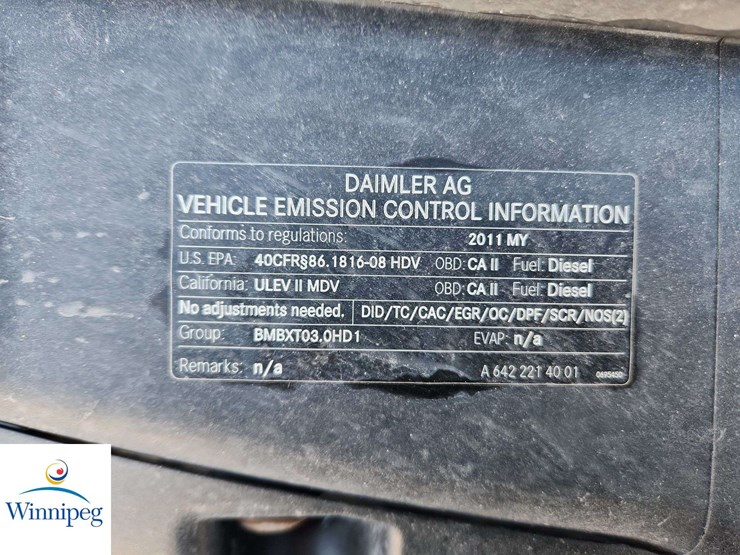 DAIMLER AG
VEHICLE EMISSION CONTROL INFORMATION
Conforms to regulations: 2011 MY
U.S. EPA: 40CFR§86.1816-08 HDV OBD: CA II Fuel: Diesel
California: ULEV II MDV OBD: CA II Fuel: Diesel
No adjustments needed. DID/TC/CAC/EGR/OC/DPF/SCR/NOS(2)
Group: BMBXT03.0HD1 EVAP: n/a
Remarks: n/a A 642 221 40 01
Winnipeg